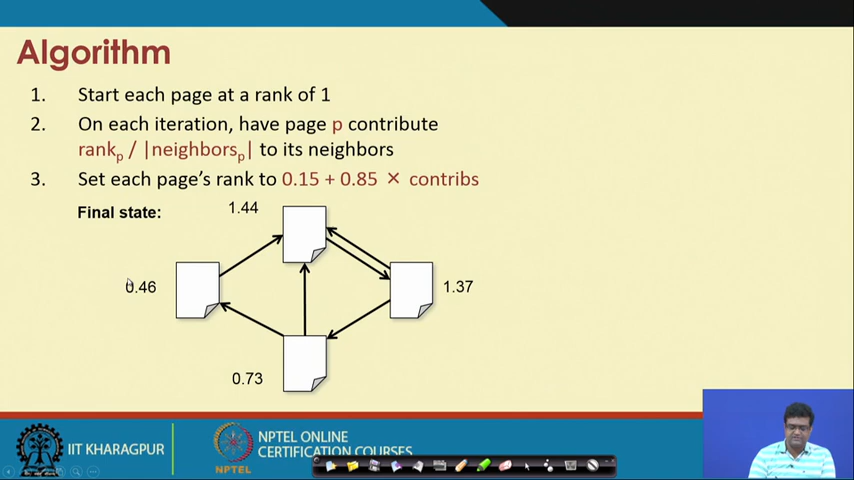 Algorithm
1. Start each page at a rank of 1
2. On each iteration, have page p contribute
rankp / |neighborsp| to its neighbors
3. Set each page's rank to 0.15 + 0.85 × contribs
Final state:
1.44
0.46
1.37
0.73
IIT KHARAGPUR
NPTEL
NPTEL ONLINE
CERTIFICATION COURSES